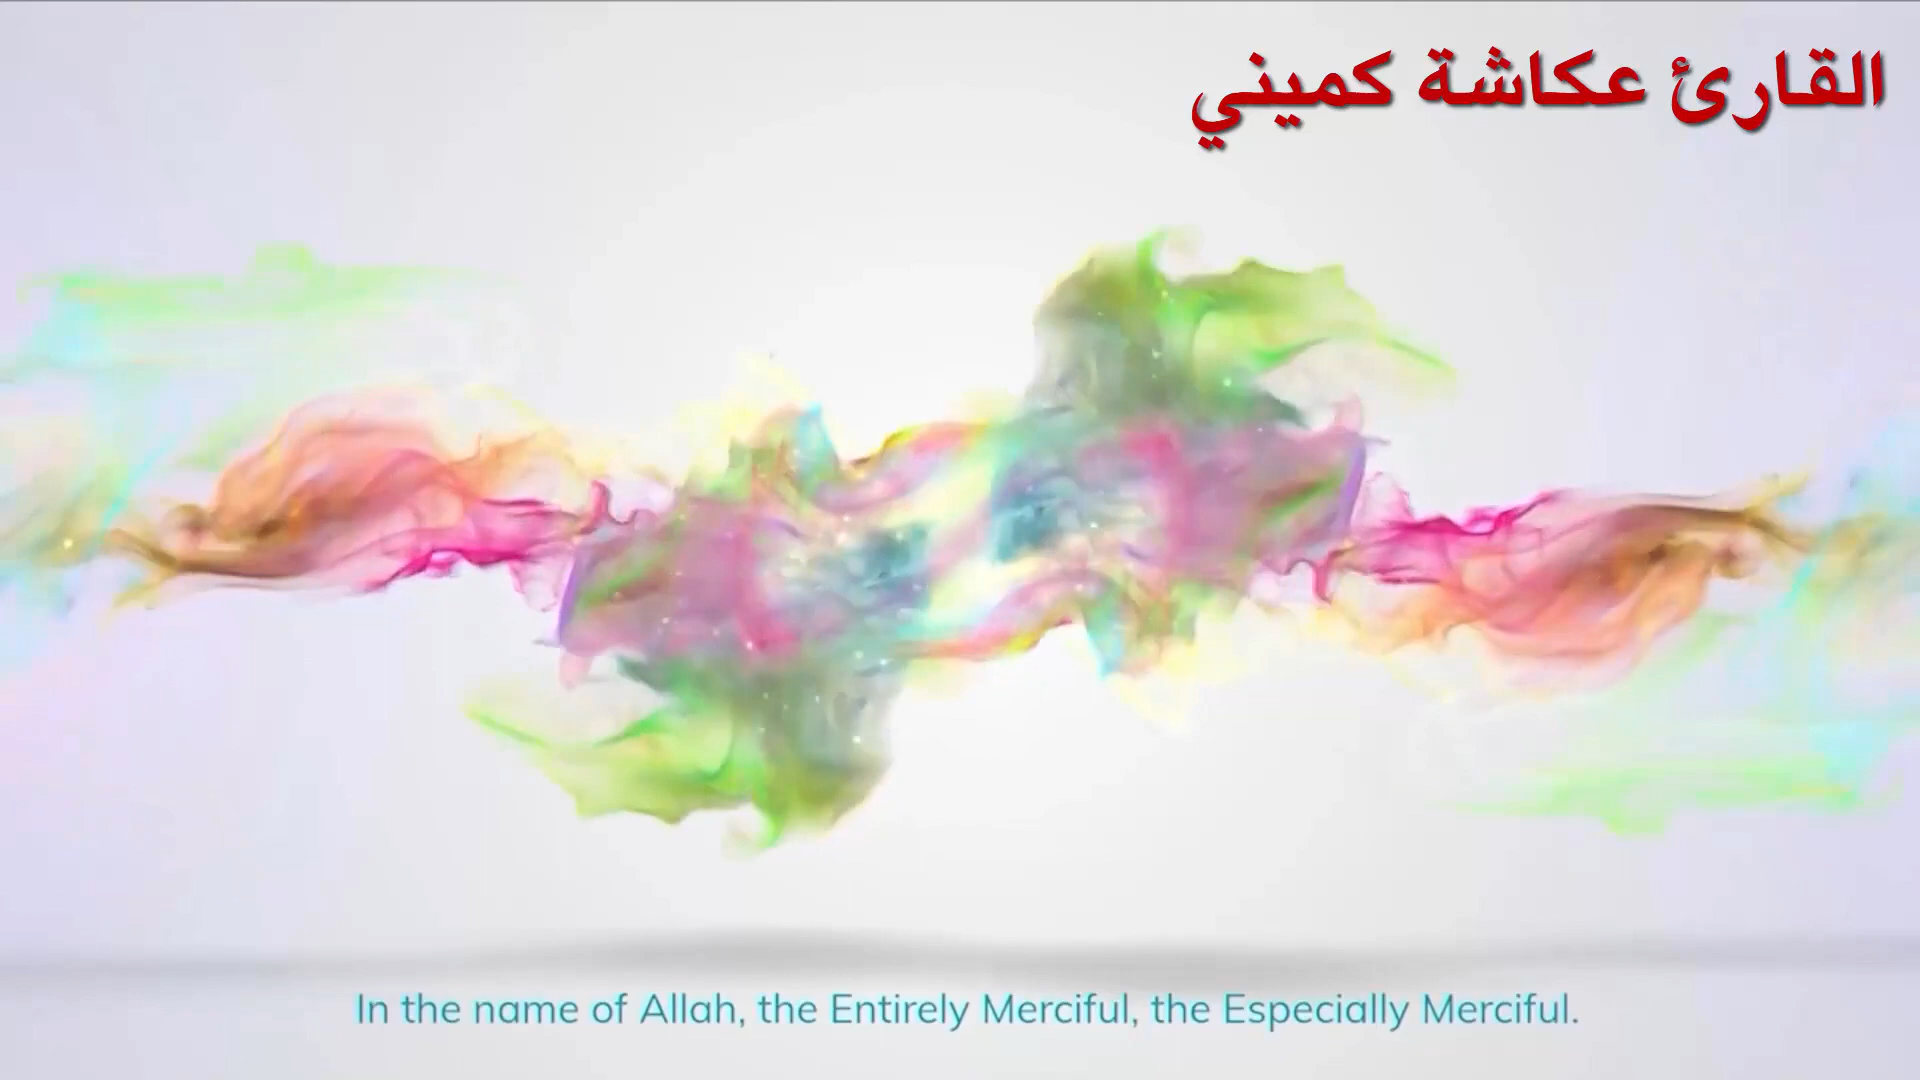 القارئ عكاشة كميني
In the name of Allah, the Entirely Merciful, the Especially Merciful.